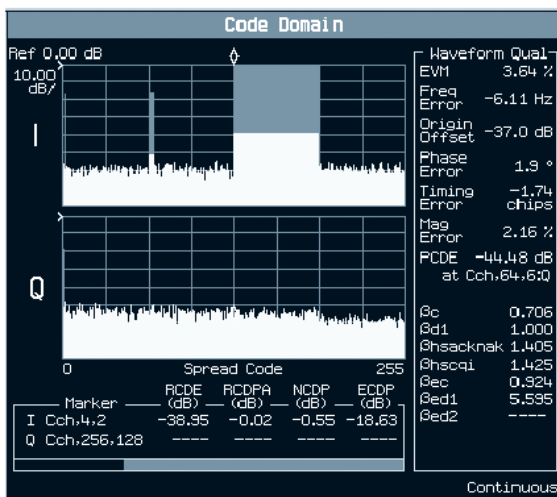 Code Domain
Ref 0.00 dB
10.00
dB/
I
Q
0 Spread Code 255
RCDE RCDPA NCDP ECDP
Marker (dB) (dB) (dB) (dB)
I Cch,4,2 -38.95 -0.02 -0.55 -18.63
Q Cch,256,128 ---- ---- ---- ----
Waveform Qual
EVM 3.64 %
Freq
Error -6.11 Hz
Origin
Offset -37.0 dB
Phase
Error 1.9 °
Timing -1.74
Error chips
Mag
Error 2.16 %
PCDE -44.48 dB
at Cch,64,6:Q
βc 0.706
βd1 1.000
βhsacknak 1.405
βhscqi 1.425
βec 0.924
βed1 5.595
βed2 ----
Continuous